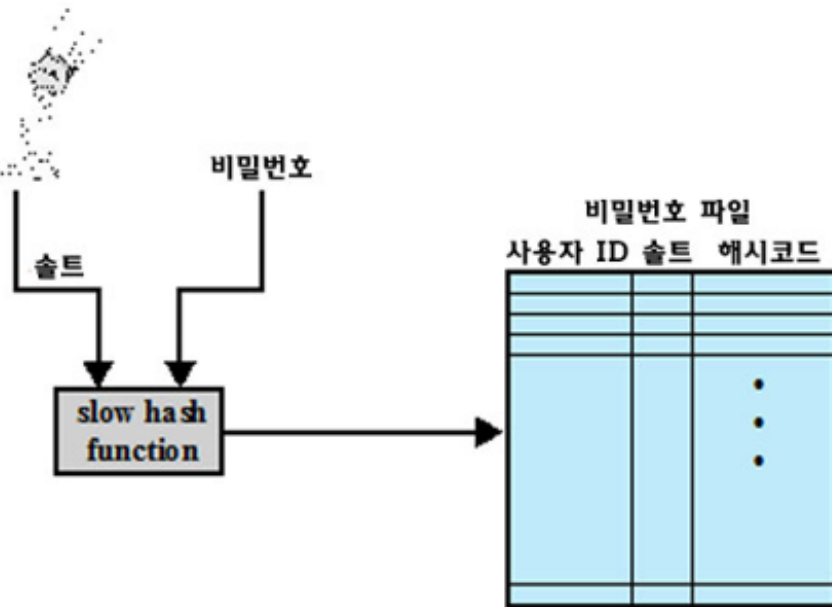 비밀번호
솔트
slow hash
function
비밀번호 파일
사용자 ID 솔트 해시코드